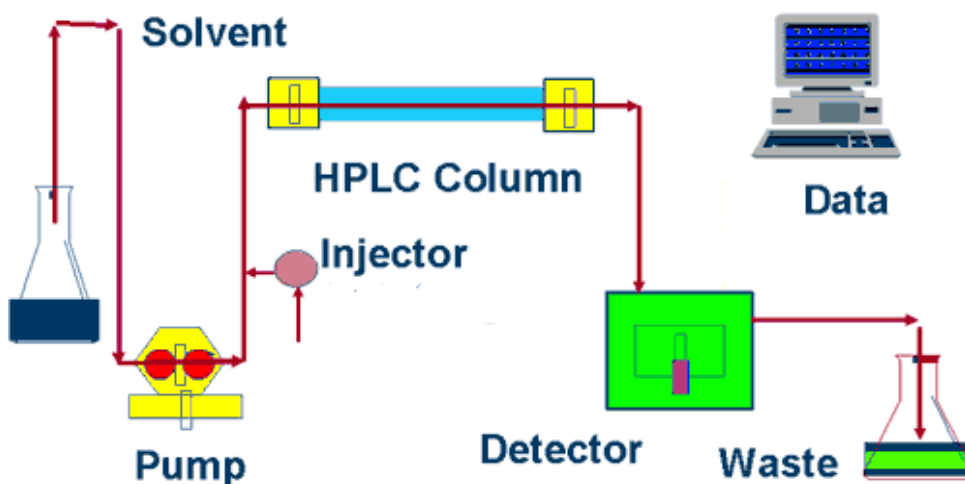 Solvent
HPLC Column
Data
Injector
Pump
Detector
Waste